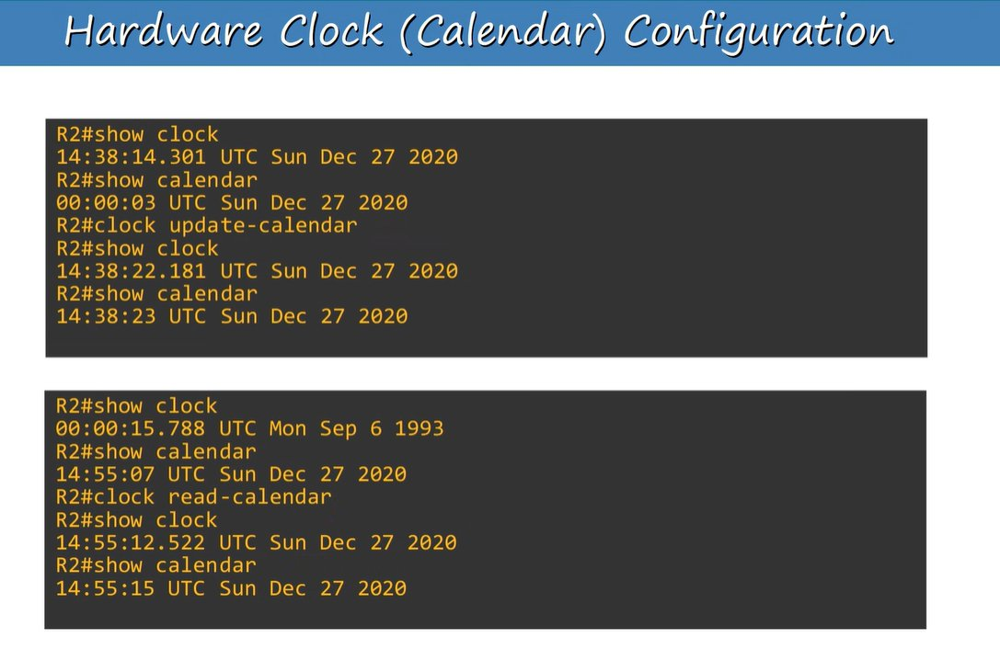 Hardware Clock (Calendar) Configuration
R2#show clock
14:38:14.301 UTC Sun Dec 27 2020
R2#show calendar
00:00:03 UTC Sun Dec 27 2020
R2#clock update-calendar
R2#show clock
14:38:22.181 UTC Sun Dec 27 2020
R2#show calendar
14:38:23 UTC Sun Dec 27 2020
R2#show clock
00:00:15.788 UTC Mon Sep 6 1993
R2#show calendar
14:55:07 UTC Sun Dec 27 2020
R2#clock read-calendar
R2#show clock
14:55:12.522 UTC Sun Dec 27 2020
R2#show calendar
14:55:15 UTC Sun Dec 27 2020